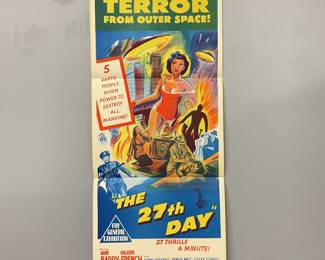 TERROR
FROM OUTER SPACE!
5
EARTH
PEOPLE
GIVEN
POWER TO
DESTROY
ALL
MANKIND!
"THE
27th
DAY"
FOR
GENERAL
EXHIBITION
27 THRILLS
A MINUTE!
GENE VALERIE
BARRY·FRENCH